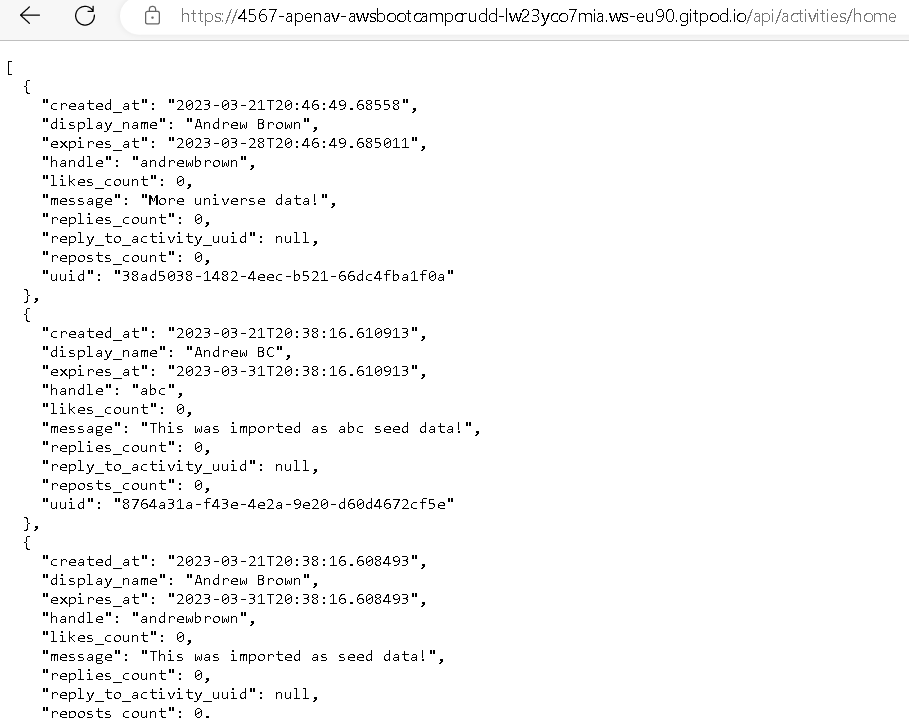 https://4567-apenav-awsbootcampcrudd-lw23yco7mia.ws-eu90.gitpod.io/api/activities/home
[
  {
    "created_at": "2023-03-21T20:46:49.68558",
    "display_name": "Andrew Brown",
    "expires_at": "2023-03-28T20:46:49.685011",
    "handle": "andrewbrown",
    "likes_count": 0,
    "message": "More universe data!",
    "replies_count": 0,
    "reply_to_activity_uuid": null,
    "reposts_count": 0,
    "uuid": "38ad5038-1482-4eec-b521-66dc4fba1f0a"
  },
  {
    "created_at": "2023-03-21T20:38:16.610913",
    "display_name": "Andrew BC",
    "expires_at": "2023-03-31T20:38:16.610913",
    "handle": "abc",
    "likes_count": 0,
    "message": "This was imported as abc seed data!",
    "replies_count": 0,
    "reply_to_activity_uuid": null,
    "reposts_count": 0,
    "uuid": "8764a31a-f43e-4e2a-9e20-d60d4672cf5e"
  },
  {
    "created_at": "2023-03-21T20:38:16.608493",
    "display_name": "Andrew Brown",
    "expires_at": "2023-03-31T20:38:16.608493",
    "handle": "andrewbrown",
    "likes_count": 0,
    "message": "This was imported as seed data!",
    "replies_count": 0,
    "reply_to_activity_uuid": null,
    "reposts_count": 0,